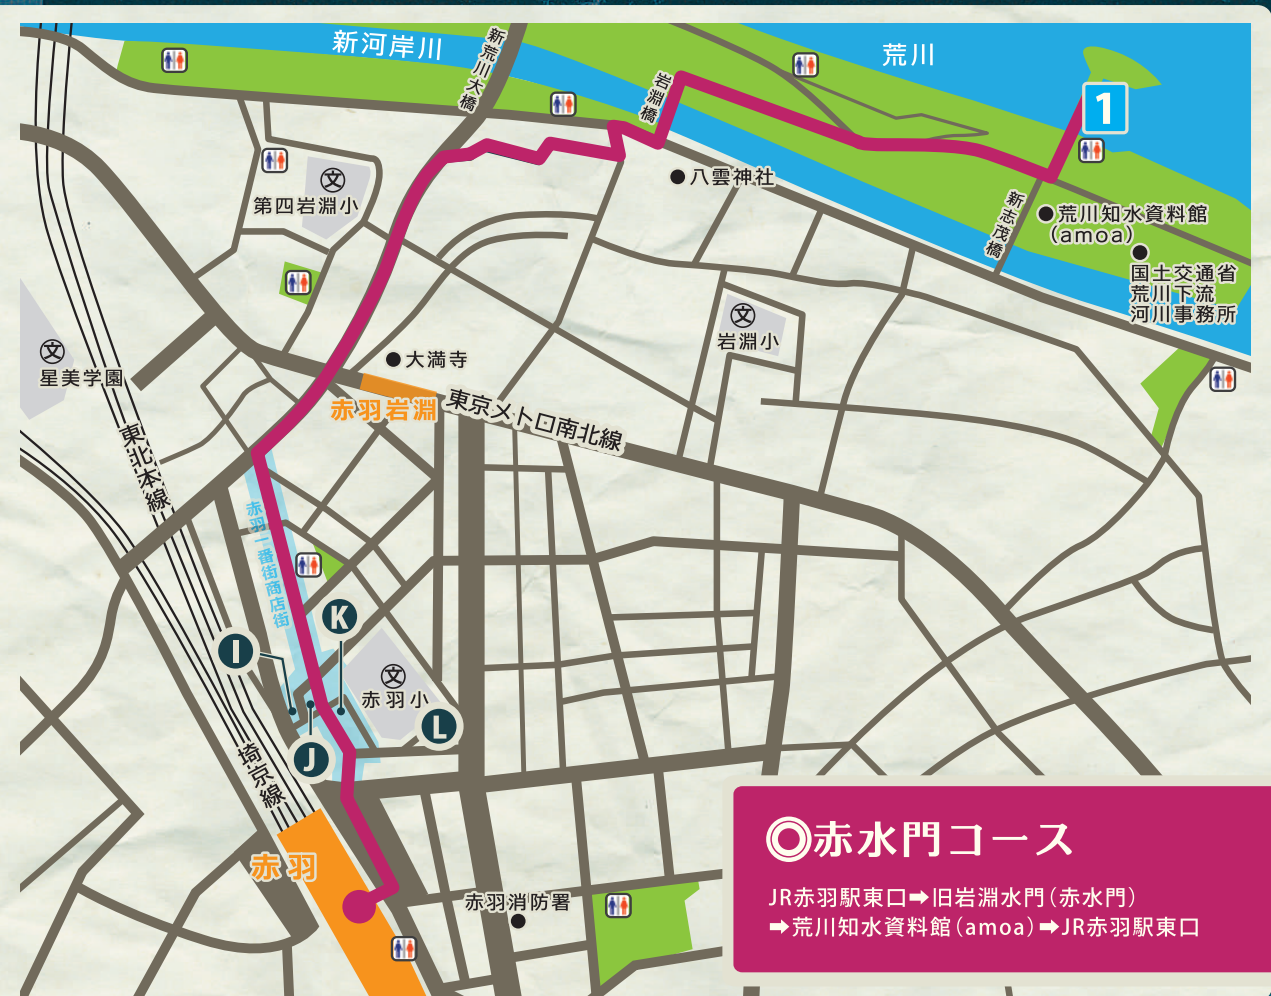 新河岸川
新荒川大橋
岩淵橋
荒川
1
八雲神社
新志茂橋
荒川知水資料館
(amoa)
国土交通省
荒川下流
河川事務所
文
第四岩淵小
文
岩淵小
文
星美学園
大満寺
赤羽岩淵
東京メトロ南北線
東北本線
赤羽一番街商店街
I
K
J
L
文
赤羽小
埼京線
赤羽
赤羽消防署
◎赤水門コース
JR赤羽駅東口➡旧岩淵水門(赤水門)
➡荒川知水資料館(amoa)➡JR赤羽駅東口